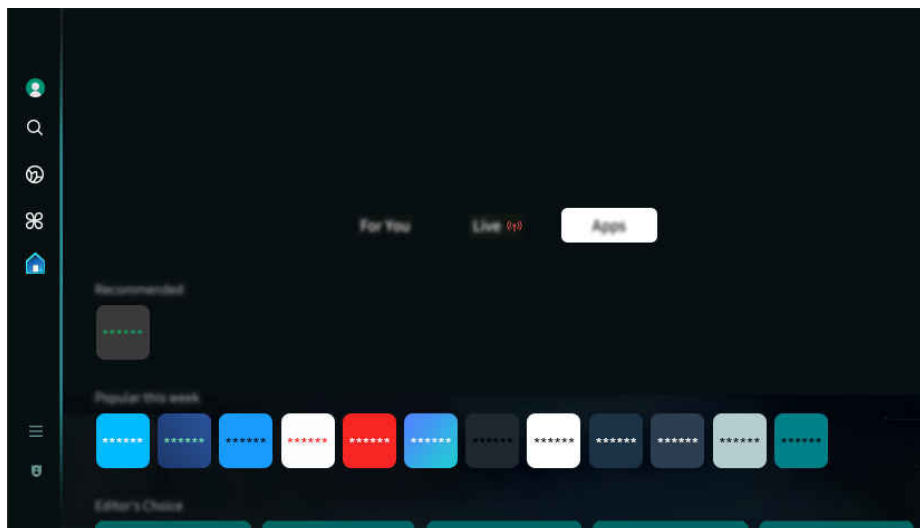 For You Live Apps
Recommended
******
Popular this week
****** ****** ****** ****** ****** ****** ****** ****** ****** ****** ****** ******
Editor's Choice